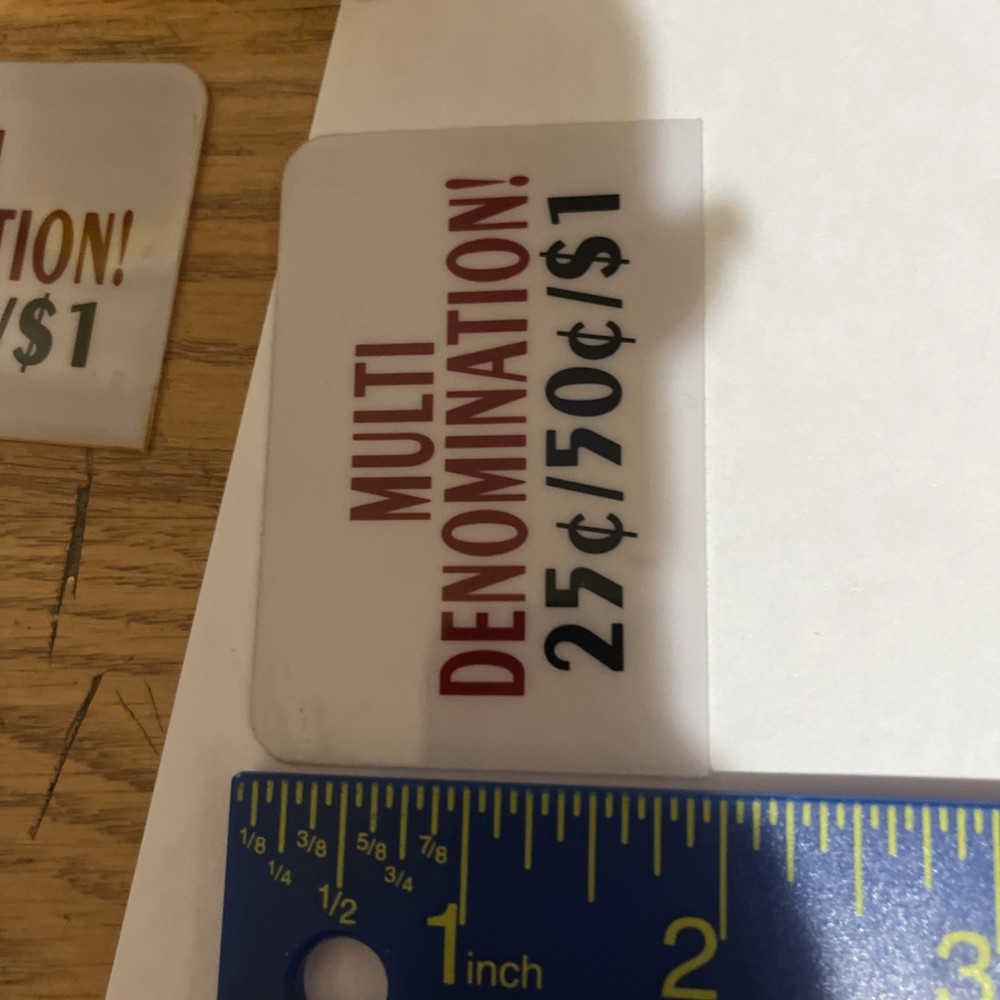 TION!
/$1
MULTI
DENOMINATION!
25¢/50¢/$1
1/8 1/4 3/8 1/2 5/8 3/4 7/8
1 inch 2 3